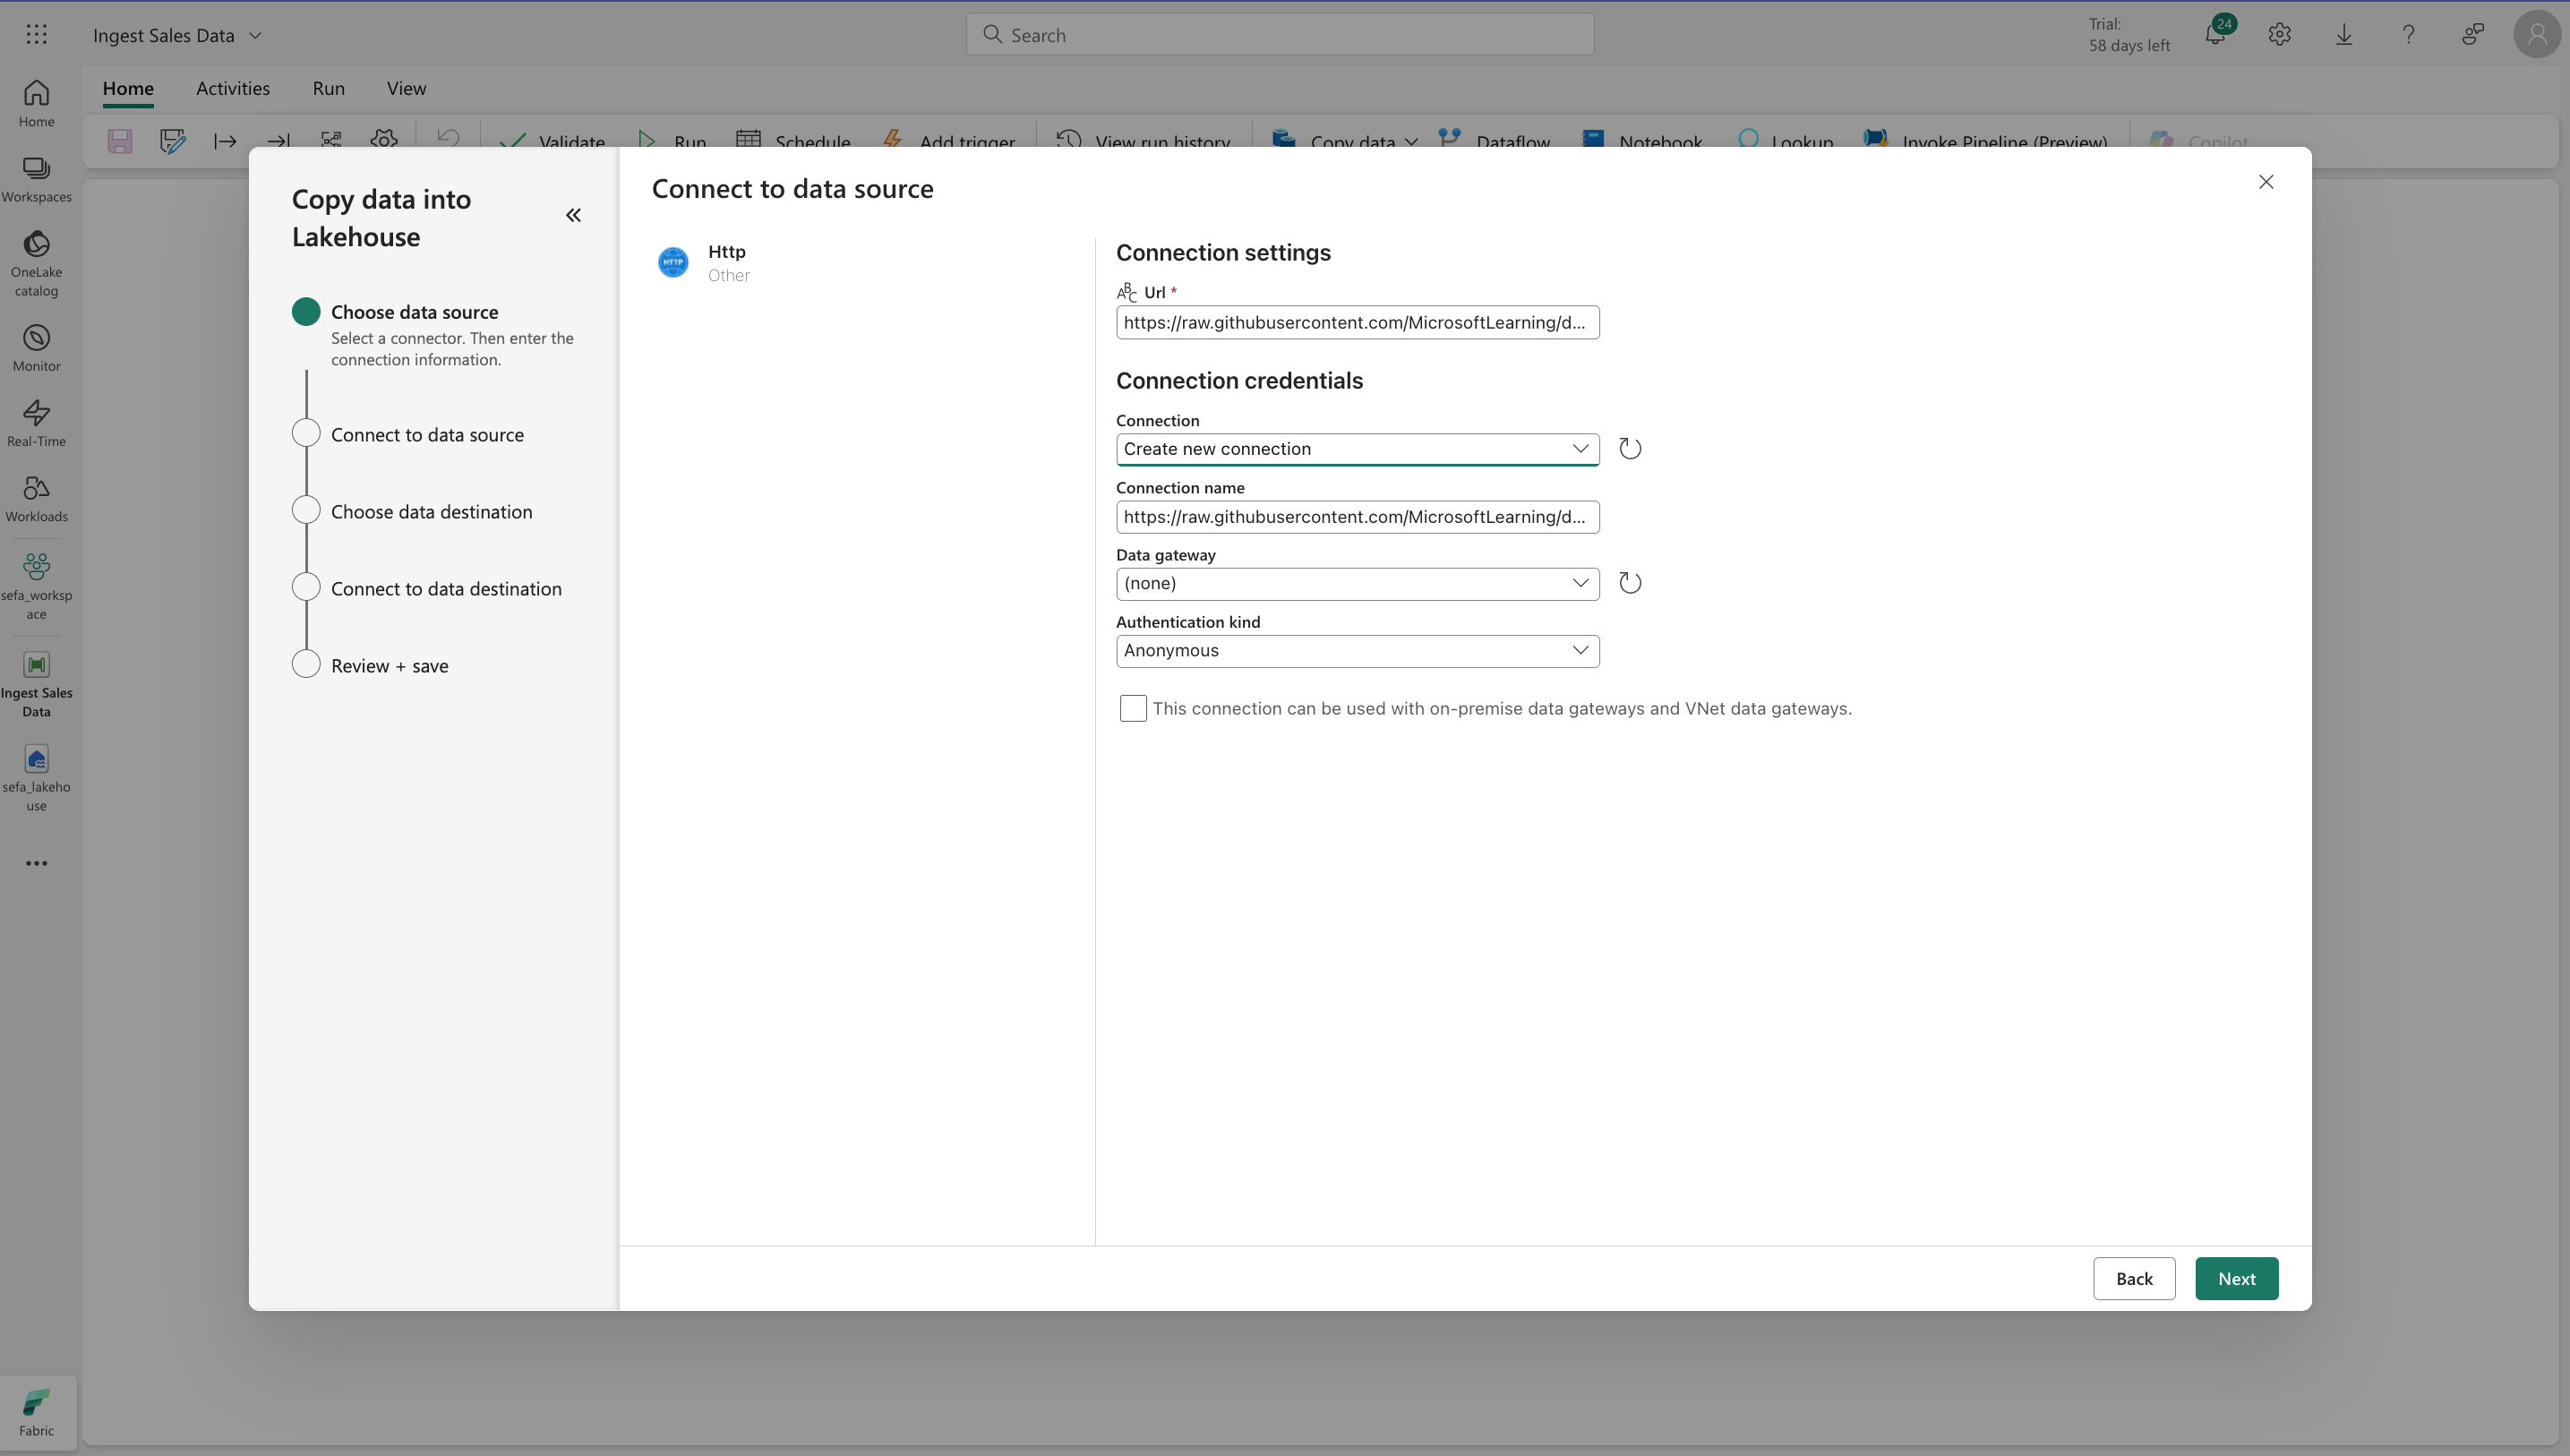 Ingest Sales Data
Search
Trial:
58 days left
24
Home
Activities
Run
View
Validate
Run
Schedule
Add trigger
View run history
Copy data
Dataflow
Notebook
Lookup
Invoke Pipeline (Preview)
Copilot
Home
Workspaces
OneLake
catalog
Monitor
Real-Time
Workloads
sefa_worksp
ace
Ingest Sales
Data
sefa_lakeho
use
Fabric
Copy data into
Lakehouse
Choose data source
Select a connector. Then enter the
connection information.
Connect to data source
Choose data destination
Connect to data destination
Review + save
Connect to data source
HTTP
Http
Other
Connection settings
ABC Url *
https://raw.githubusercontent.com/MicrosoftLearning/d...
Connection credentials
Connection
Create new connection
Connection name
https://raw.githubusercontent.com/MicrosoftLearning/d...
Data gateway
(none)
Authentication kind
Anonymous
This connection can be used with on-premise data gateways and VNet data gateways.
Back
Next